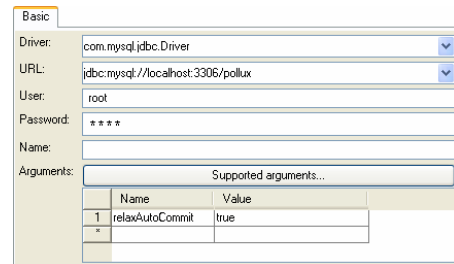 Basic
Driver: com.mysql.jdbc.Driver
URL: jdbc:mysql://localhost:3306/pollux
User: root
Password: ****
Name:
Arguments: Supported arguments...
Name Value
1 relaxAutoCommit true
*